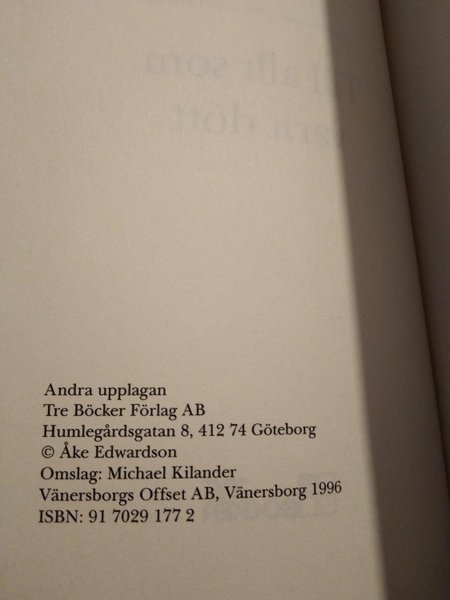 Andra upplagan
Tre Böcker Förlag AB
Humlegårdsgatan 8, 412 74 Göteborg
© Åke Edwardson
Omslag: Michael Kilander
Vänersborgs Offset AB, Vänersborg 1996
ISBN: 91 7029 177 2